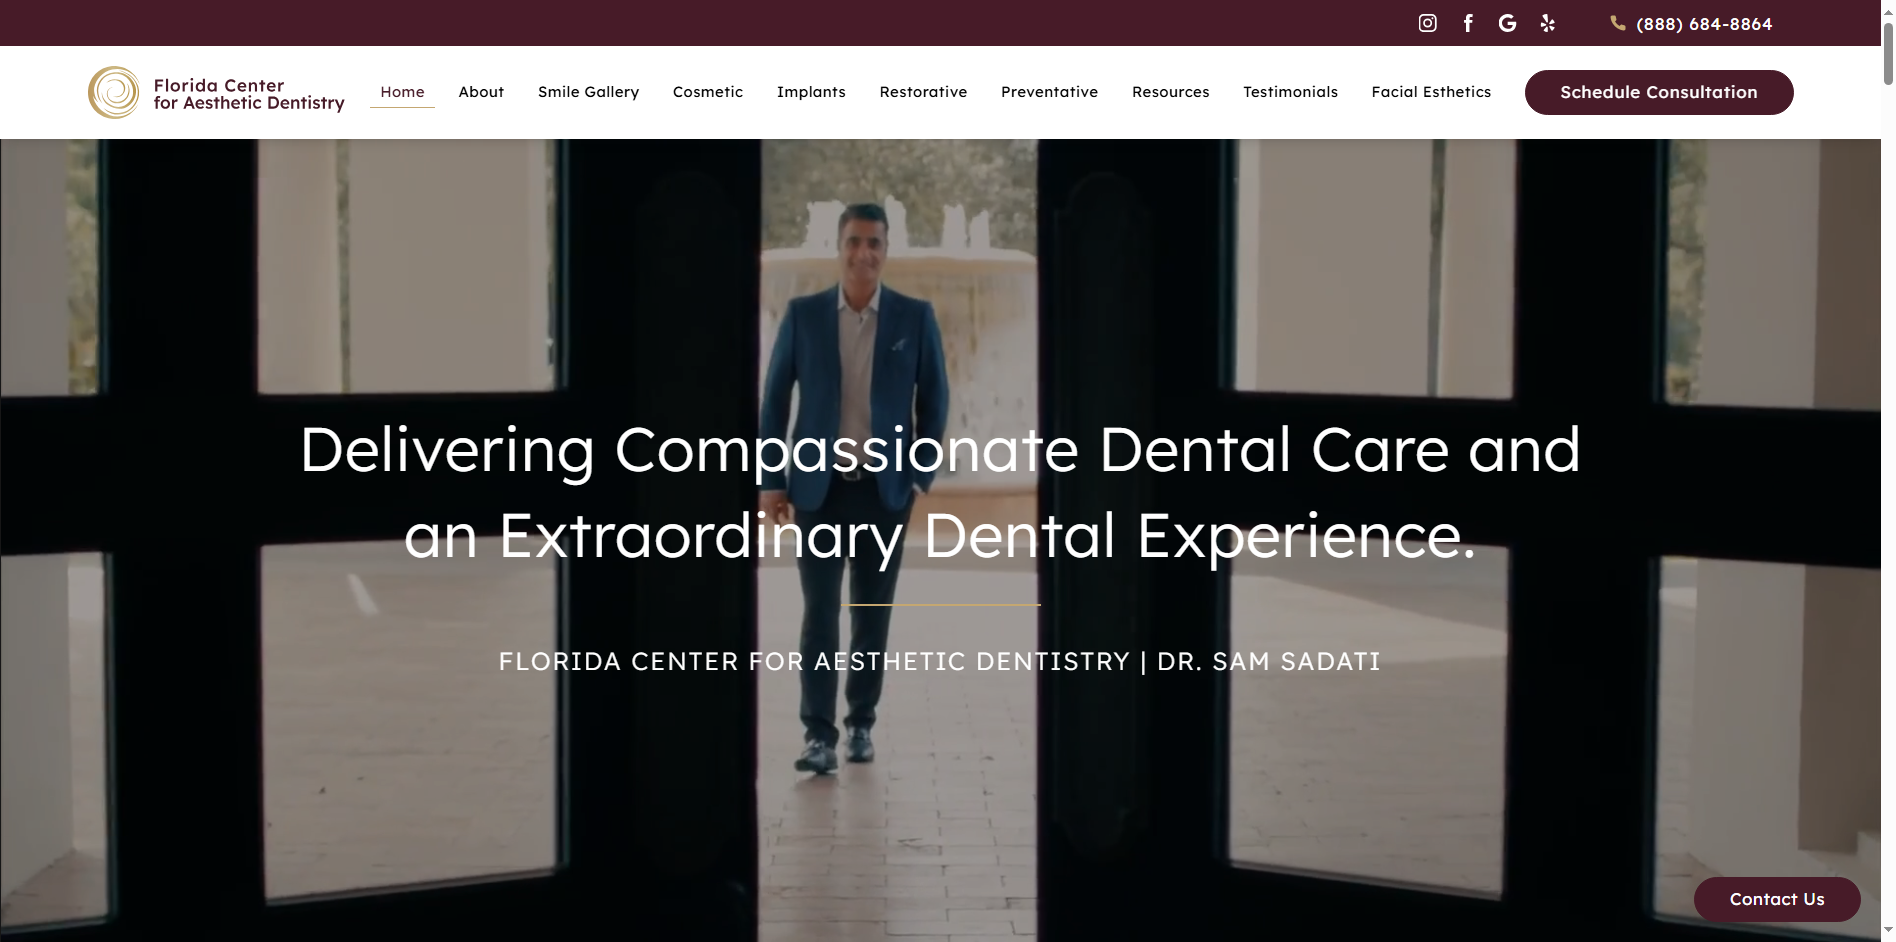 (888) 684-8864
Florida Center
for Aesthetic Dentistry
Home
About
Smile Gallery
Cosmetic
Implants
Restorative
Preventative
Resources
Testimonials
Facial Esthetics
Schedule Consultation
Delivering Compassionate Dental Care and
an Extraordinary Dental Experience.
FLORIDA CENTER FOR AESTHETIC DENTISTRY | DR. SAM SADATI
Contact Us